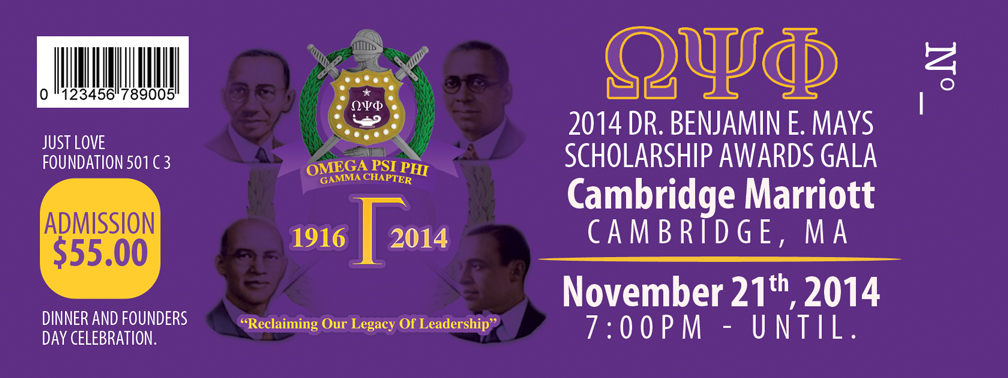 0 123456 789005
JUST LOVE
FOUNDATION 501 C 3
ADMISSION
$55.00
DINNER AND FOUNDERS
DAY CELEBRATION.
ΩΨΦ
OMEGA PSI PHI
GAMMA CHAPTER
1916 Γ 2014
“Reclaiming Our Legacy Of Leadership”
ΩΨΦ
2014 DR. BENJAMIN E. MAYS
SCHOLARSHIP AWARDS GALA
Cambridge Marriott
CAMBRIDGE, MA
November 21th, 2014
7:00PM - UNTIL.
Nº_